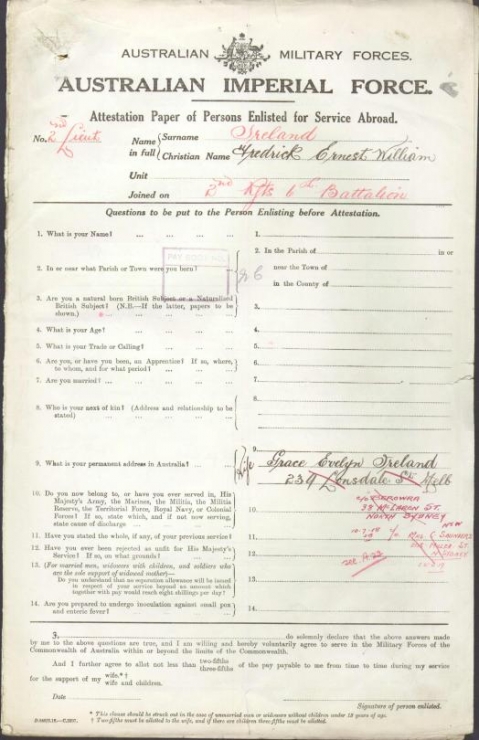 AUSTRALIAN MILITARY FORCES.
AUSTRALIAN IMPERIAL FORCE.
Attestation Paper of Persons Enlisted for Service Abroad.
No. 2nd Lieut
Name in full
Surname Ireland
Christian Name Fredrick Ernest William
Unit
Joined on 2nd Rfts 6th Battalion
Questions to be put to the Person Enlisting before Attestation.
1. What is your Name? ... ... ...
1.
2. In or near what Parish or Town were you born? ... ... ...
PAY BOOK No.
2. In the Parish of in or
near the Town of
in the County of
3. Are you a natural born British Subject or a Naturalized
British Subject? (N.B.—If the latter, papers to be
shown.) ... ... ...
3.
4. What is your Age? ... ... ...
4.
5. What is your Trade or Calling? ... ... ...
5.
6. Are you, or have you been, an Apprentice? If so, where,
to whom, and for what period? ... ... ...
6.
7. Are you married? ... ... ...
7.
8. Who is your next of kin? (Address and relationship to be
stated) ... ... ...
8.
9. What is your permanent address in Australia? ... ...
Wife
9.
Grace Evelyn Ireland
239 Lonsdale St Melb
10. Do you now belong to, or have you ever served in, His
Majesty's Army, the Marines, the Militia, the Militia
Reserve, the Territorial Force, Royal Navy, or Colonial
Forces? If so, state which, and if not now serving,
state cause of discharge ... ... ...
10.
ST.
NORTH SYDNEY
NSW
11. Have you stated the whole, if any, of your previous service?
11.
12. Have you ever been rejected as unfit for His Majesty's
Service? If so, on what grounds? ... ...
12.
13. (For married men, widowers with children, and soldiers who
are the sole support of widowed mother)—
Do you understand that no separation allowance will be issued
in respect of your service beyond an amount which
together with pay would reach eight shillings per day?
13.
14. Are you prepared to undergo inoculation against small pox
and enteric fever? ... ... ...
14.
I, do solemnly declare that the above answers made
by me to the above questions are true, and I am willing and hereby voluntarily agree to serve in the Military Forces of the
Commonwealth of Australia within or beyond the limits of the Commonwealth.
And I further agree to allot not less than two-fifths three-fifths of the pay payable to me from time to time during my service
for the support of my wife.*† wife and children.
Date
Signature of person enlisted.
* This clause should be struck out in the case of unmarried men or widowers without children under 18 years of age.
† Two-fifths must be allotted to the wife, and if there are children three-fifths must be allotted.